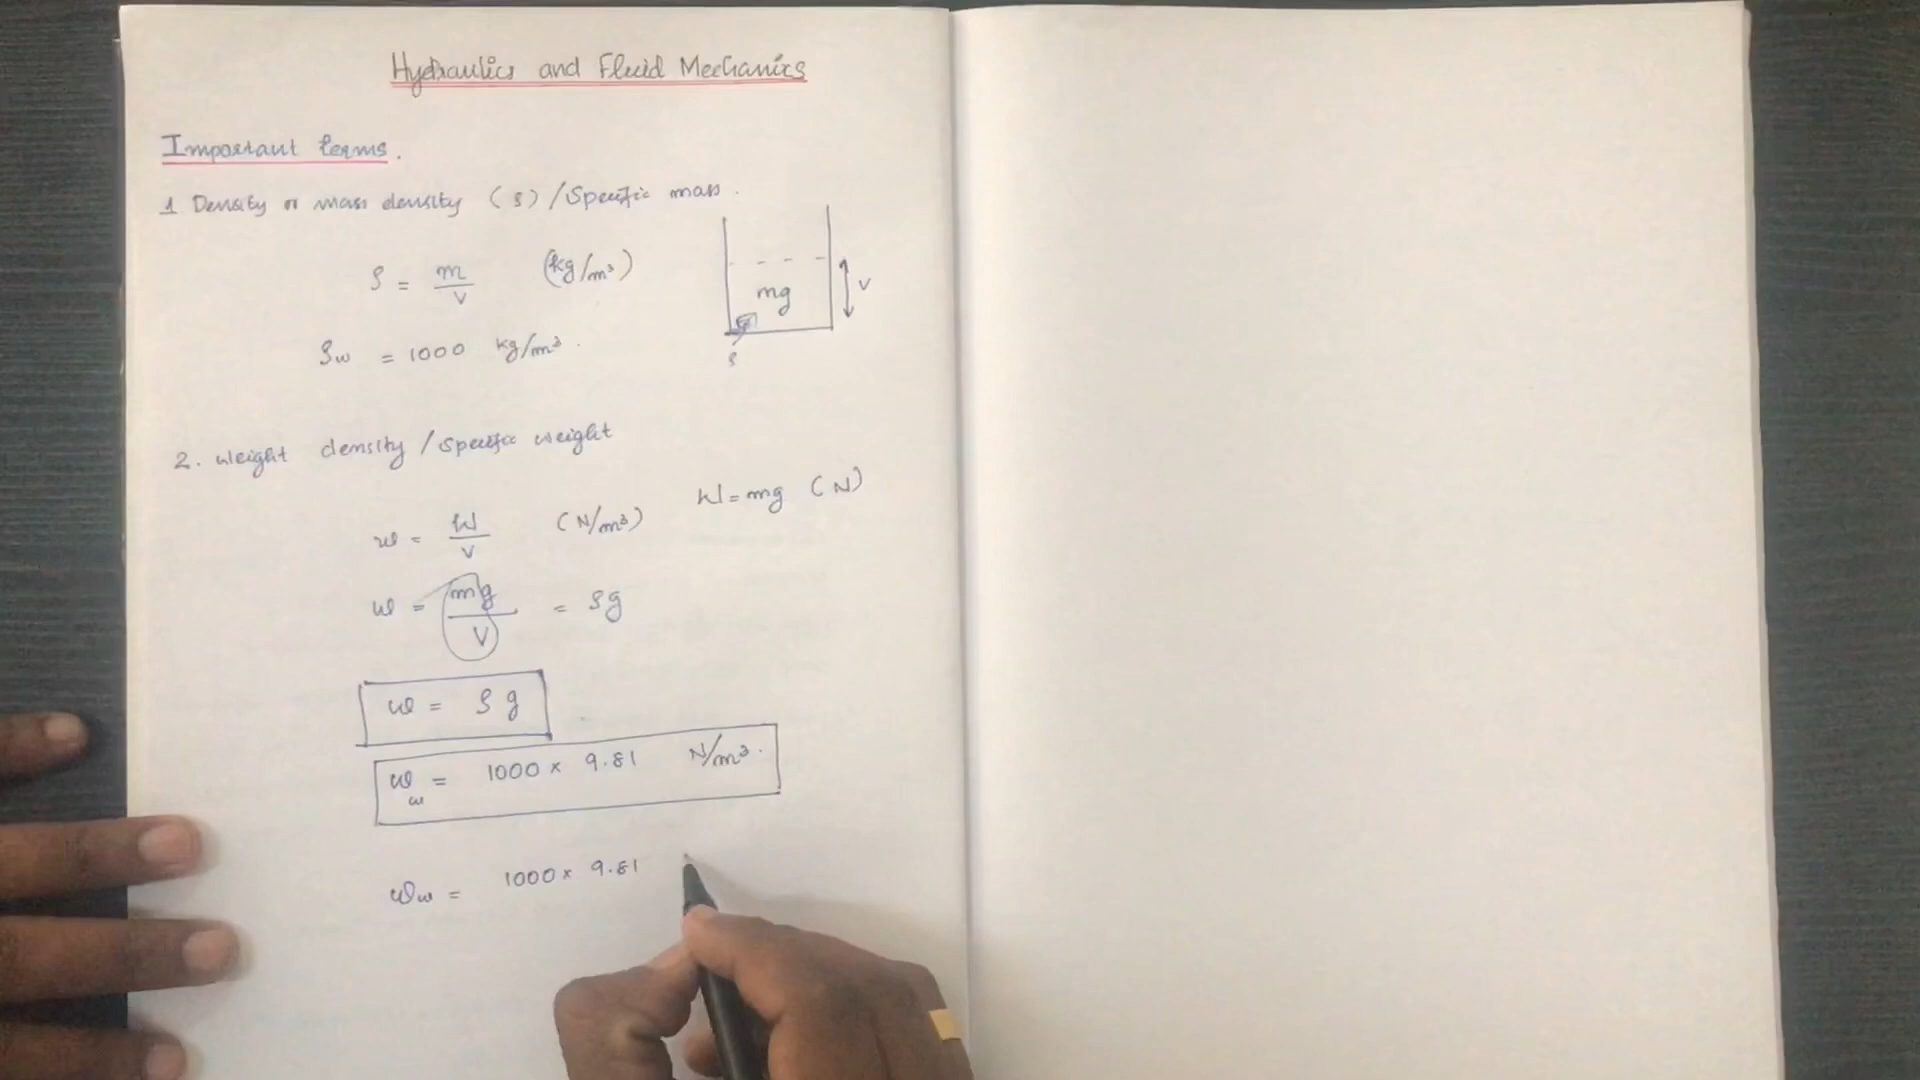 Hydraulics and Fluid Mechanics
Important terms.
1 Density or mass density (ρ) / Specific mass.
ρ = m/V (kg/m³)
mg
V
ρ
ρw = 1000 kg/m³.
2. Weight density / Specific weight
w = W/V (N/m³) W = mg (N)
w = mg/V = ρg
w = ρ g
ww = 1000 × 9.81 N/m³.
ww = 1000 × 9.81